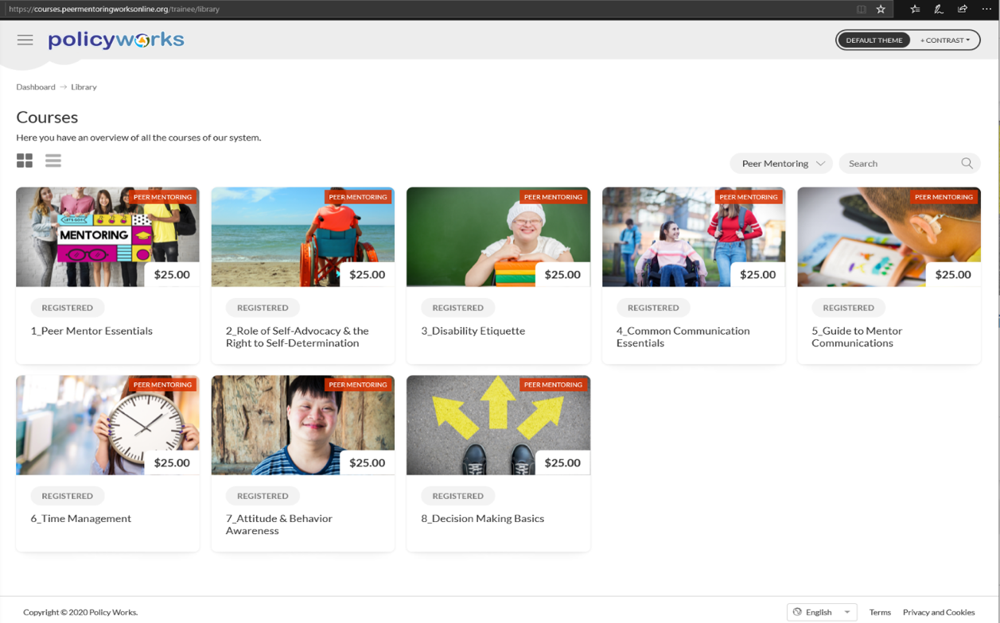 https://courses.peermentoringworksonline.org/trainee/library
policyworks
DEFAULT THEME
+ CONTRAST
Dashboard → Library
Courses
Here you have an overview of all the courses of our system.
Peer Mentoring
Search
PEER MENTORING
LET'S GO!
MENTORING
$25.00
REGISTERED
1_Peer Mentor Essentials
PEER MENTORING
$25.00
REGISTERED
2_Role of Self-Advocacy & the
Right to Self-Determination
PEER MENTORING
$25.00
REGISTERED
3_Disability Etiquette
PEER MENTORING
$25.00
REGISTERED
4_Common Communication
Essentials
PEER MENTORING
$25.00
REGISTERED
5_Guide to Mentor
Communications
PEER MENTORING
$25.00
REGISTERED
6_Time Management
PEER MENTORING
$25.00
REGISTERED
7_Attitude & Behavior
Awareness
PEER MENTORING
$25.00
REGISTERED
8_Decision Making Basics
Copyright © 2020 Policy Works.
English
Terms
Privacy and Cookies